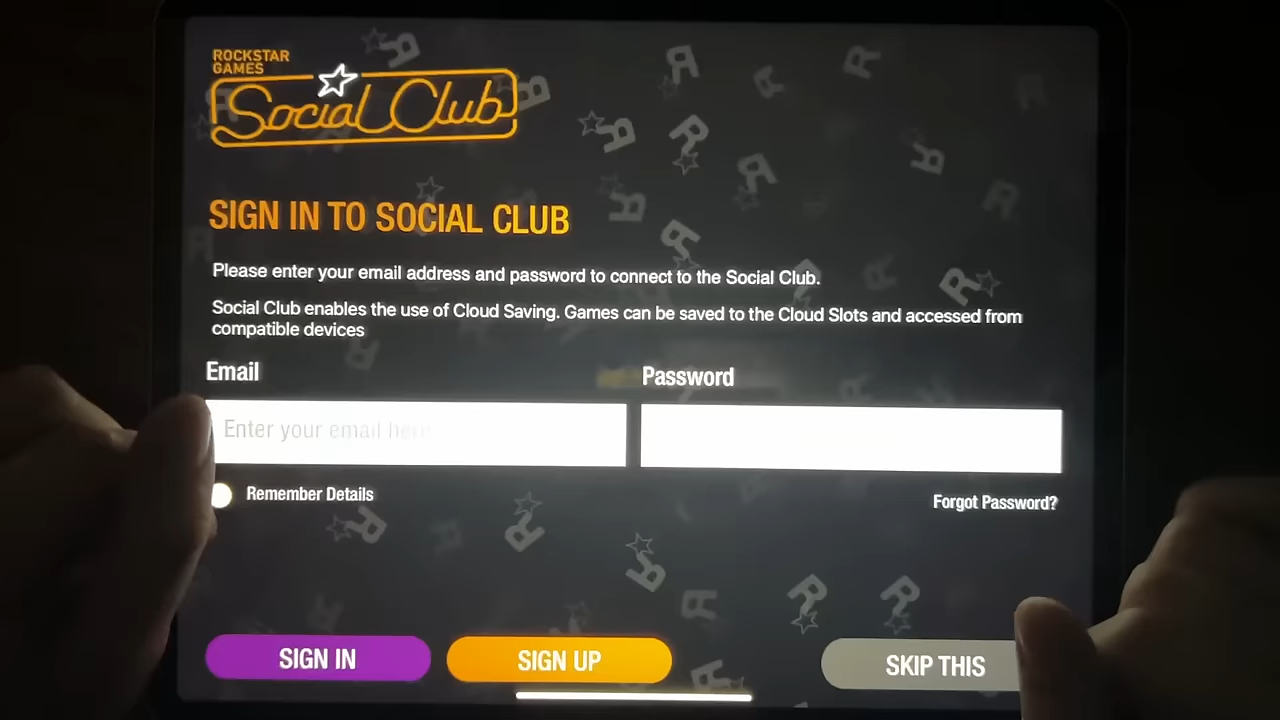 ROCKSTAR
GAMES
Social Club
SIGN IN TO SOCIAL CLUB
Please enter your email address and password to connect to the Social Club.
Social Club enables the use of Cloud Saving. Games can be saved to the Cloud Slots and accessed from
compatible devices
Email
Password
Enter your email here
Remember Details
Forgot Password?
SIGN IN
SIGN UP
SKIP THIS